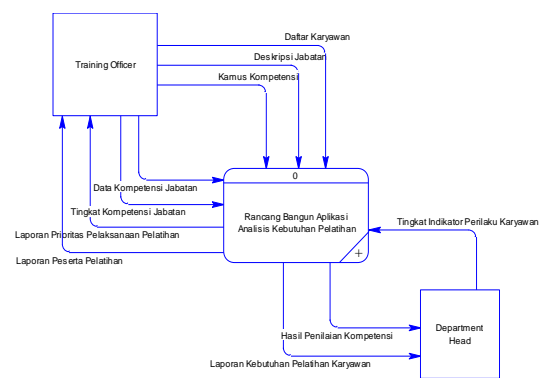 Daftar Karyawan
Training Officer
Deskripsi Jabatan
Kamus Kompetensi
0
Data Kompetensi Jabatan
Tingkat Kompetensi Jabatan
Rancang Bangun Aplikasi
Analisis Kebutuhan Pelatihan
Tingkat Indikator Perilaku Karyawan
Laporan Prioritas Pelaksanaan Pelatihan
Laporan Peserta Pelatihan
+
Hasil Penilaian Kompetensi
Department
Head
Laporan Kebutuhan Pelatihan Karyawan